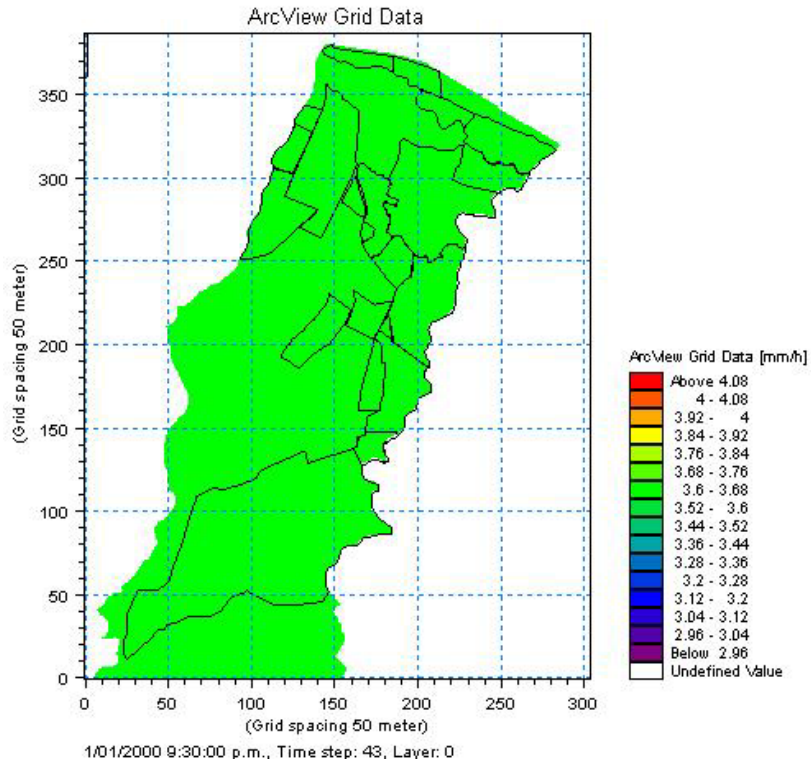 ArcView Grid Data
350
300
250
200
150
100
50
0
(Grid spacing 50 meter)
0 50 100 150 200 250 300
(Grid spacing 50 meter)
1/01/2000 9:30:00 p.m., Time step: 43, Layer: 0
ArcView Grid Data [mm/h]
Above 4.08
4 - 4.08
3.92 - 4
3.84 - 3.92
3.76 - 3.84
3.68 - 3.76
3.6 - 3.68
3.52 - 3.6
3.44 - 3.52
3.36 - 3.44
3.28 - 3.36
3.2 - 3.28
3.12 - 3.2
3.04 - 3.12
2.96 - 3.04
Below 2.96
Undefined Value